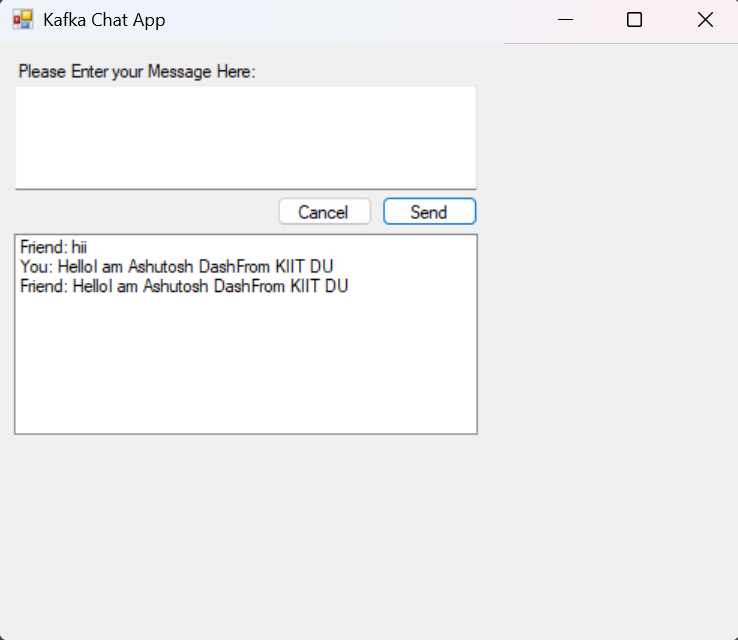 Kafka Chat App
Please Enter your Message Here:
Cancel
Send
Friend: hii
You: HelloI am Ashutosh DashFrom KIIT DU
Friend: HelloI am Ashutosh DashFrom KIIT DU